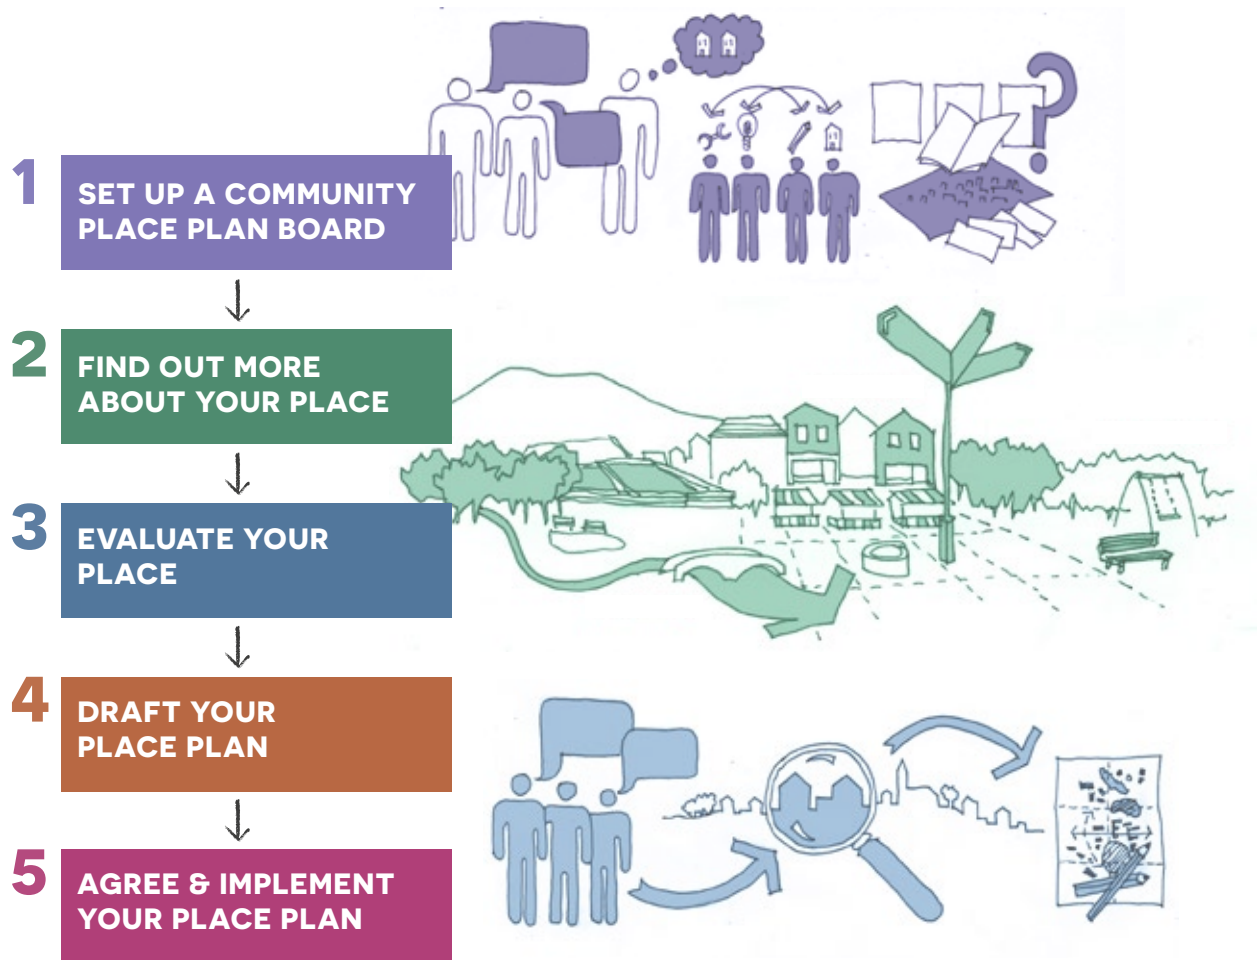 1
SET UP A COMMUNITY
PLACE PLAN BOARD
2
FIND OUT MORE
ABOUT YOUR PLACE
3
EVALUATE YOUR
PLACE
4
DRAFT YOUR
PLACE PLAN
5
AGREE & IMPLEMENT
YOUR PLACE PLAN
?